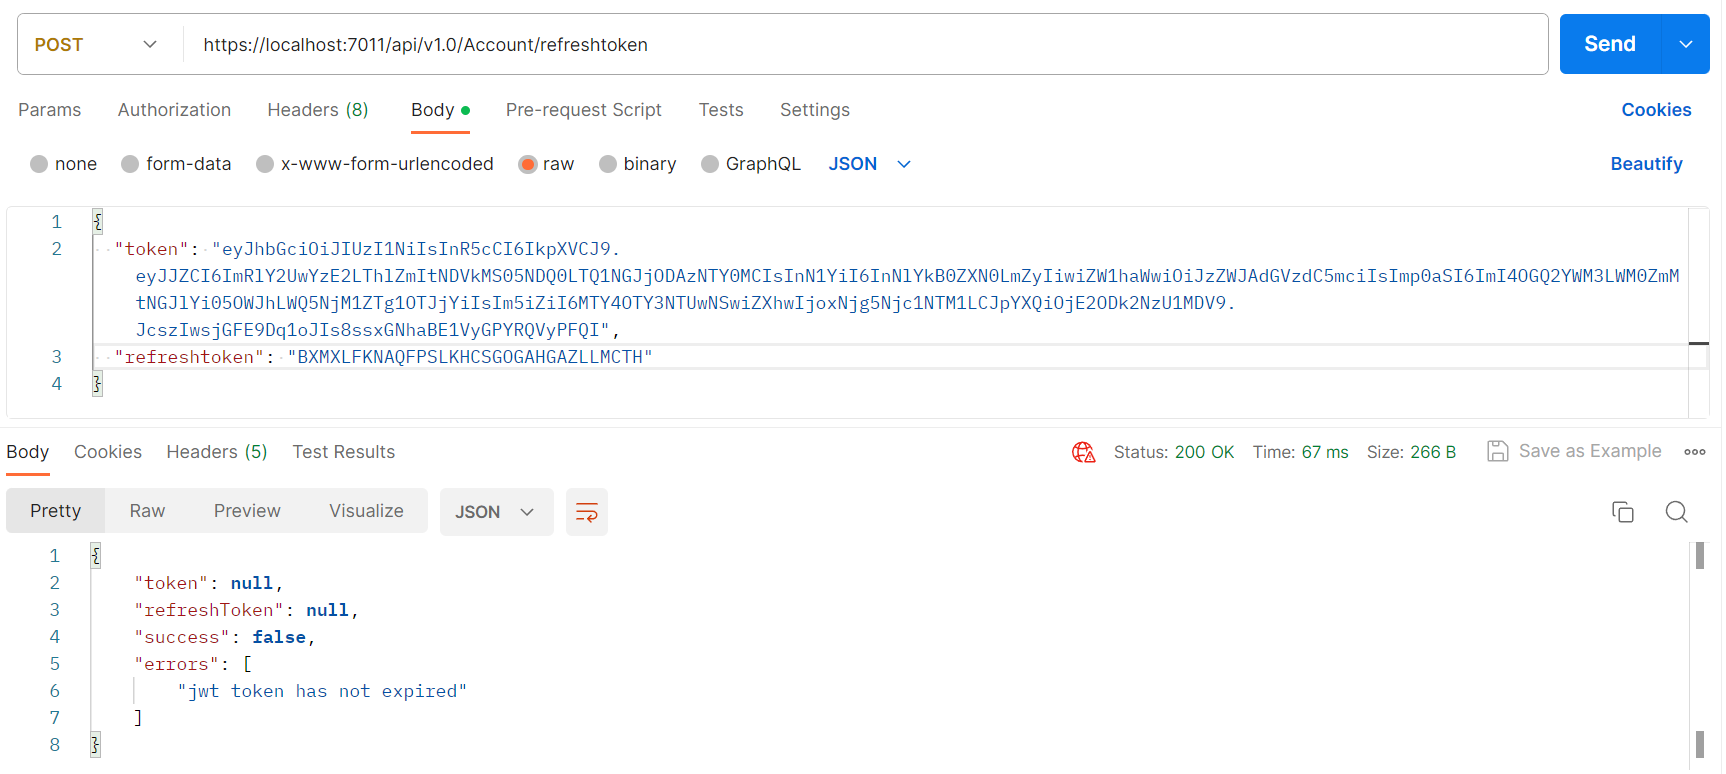 POST https://localhost:7011/api/v1.0/Account/refreshtoken Send
Params Authorization Headers (8) Body Pre-request Script Tests Settings Cookies
none form-data x-www-form-urlencoded raw binary GraphQL JSON Beautify
1 {
2 "token": "eyJhbGciOiJIUzI1NiIsInR5cCI6IkpXVCJ9.
eyJJZCI6ImRlY2UwYzE2LThlZmItNDVkMS05NDQ0LTQ1NGJjODAzNTY0MCIsInN1YiI6InNlYkB0ZXN0LmZyIiwiZW1haWwiOiJzZWJAdGVzdC5mciIsImp0aSI6ImI4OGQ2YWM3LWM0ZmM
tNGJlYi05OWJhLWQ5NjM1ZTg1OTJjYiIsIm5iZiI6MTY4OTY3NTUwNSwiZXhwIjoxNjg5Njc1NTM1LCJpYXQiOjE2ODk2NzU1MDV9.
JcszIwsjGFE9Dq1oJIs8ssxGNhaBE1VyGPYRQVyPFQI",
3 "refreshtoken": "BXMXLFKNAQFPSLKHCSGOGAHGAZLLMCTH"
4 }
Body Cookies Headers (5) Test Results Status: 200 OK Time: 67 ms Size: 266 B Save as Example
Pretty Raw Preview Visualize JSON
1 {
2 "token": null,
3 "refreshToken": null,
4 "success": false,
5 "errors": [
6 "jwt token has not expired"
7 ]
8 }